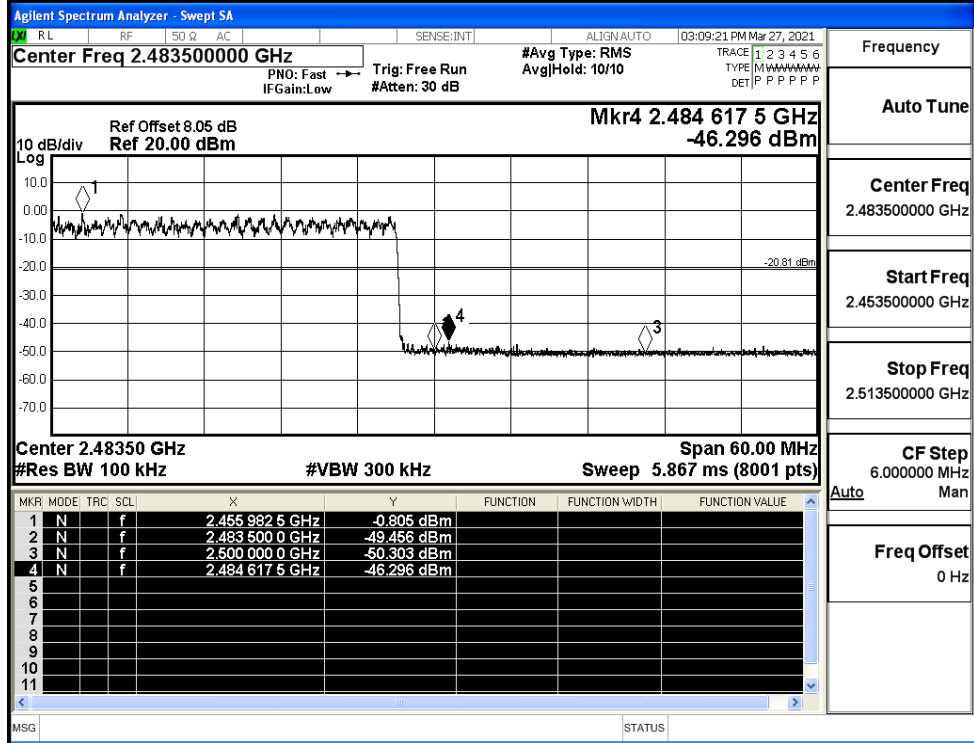 Agilent Spectrum Analyzer - Swept SA
LXI RL RF 50 Ω AC SENSE:INT ALIGNAUTO 03:09:21 PM Mar 27, 2021
Center Freq 2.483500000 GHz
PNO: Fast
IFGain:Low
Trig: Free Run
#Atten: 30 dB
#Avg Type: RMS
Avg|Hold: 10/10
TRACE 1 2 3 4 5 6
TYPE M WWWWW
DET P P P P P P
Mkr4 2.484 617 5 GHz
-46.296 dBm
Ref Offset 8.05 dB
10 dB/div Ref 20.00 dBm
Log
10.0
0.00
-10.0
-20.0
-30.0
-40.0
-50.0
-60.0
-70.0
1
-20.81 dBm
4
3
Center 2.48350 GHz Span 60.00 MHz
#Res BW 100 kHz #VBW 300 kHz Sweep 5.867 ms (8001 pts)
MKR MODE TRC SCL X Y FUNCTION FUNCTION WIDTH FUNCTION VALUE
1 N f 2.455 982 5 GHz -0.805 dBm
2 N f 2.483 500 0 GHz -49.456 dBm
3 N f 2.500 000 0 GHz -50.303 dBm
4 N f 2.484 617 5 GHz -46.296 dBm
5
6
7
8
9
10
11
MSG STATUS
Frequency
Auto Tune
Center Freq
2.483500000 GHz
Start Freq
2.453500000 GHz
Stop Freq
2.513500000 GHz
CF Step
6.000000 MHz
Auto Man
Freq Offset
0 Hz